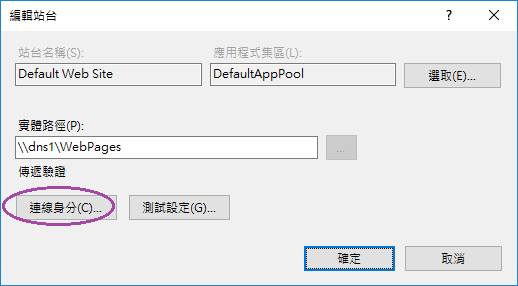 編輯站台
?
站台名稱(S):
應用程式集區(L):
Default Web Site
DefaultAppPool
選取(E)...
實體路徑(P):
\\dns1\WebPages
...
傳遞驗證
連線身分(C)...
測試設定(G)...
確定
取消